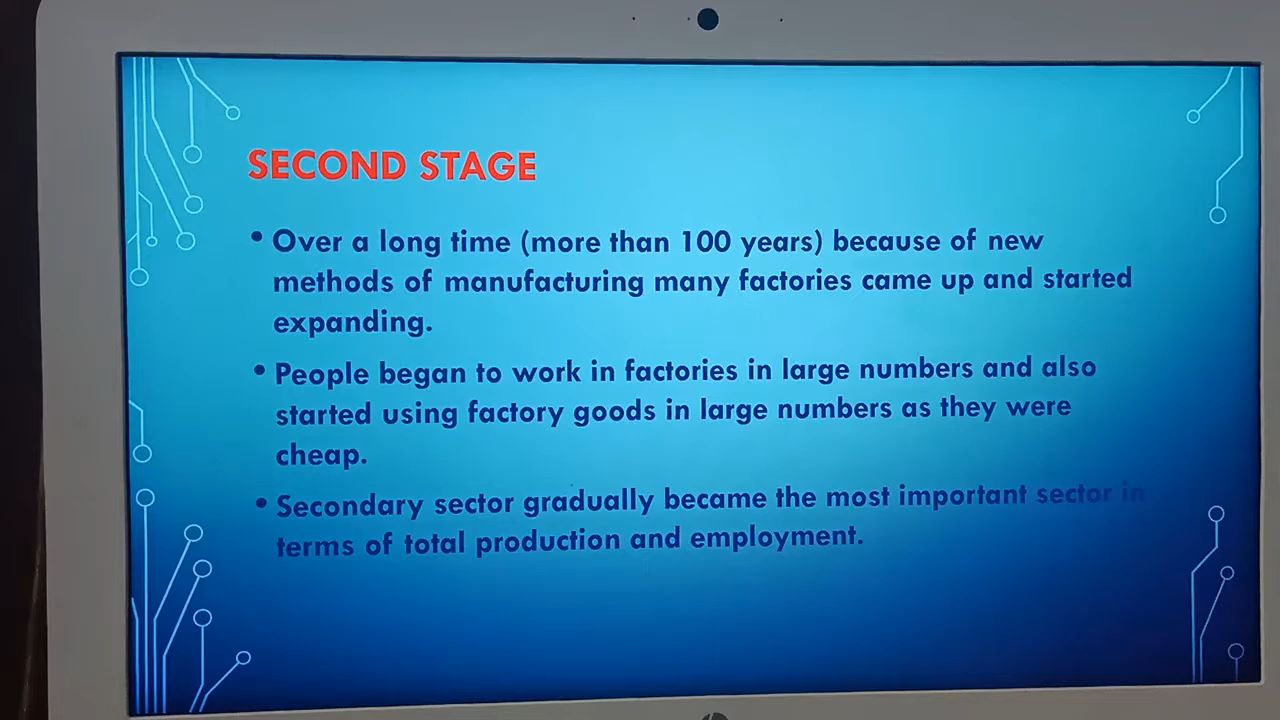 SECOND STAGE
• Over a long time (more than 100 years) because of new
methods of manufacturing many factories came up and started
expanding.
• People began to work in factories in large numbers and also
started using factory goods in large numbers as they were
cheap.
• Secondary sector gradually became the most important sector in
terms of total production and employment.